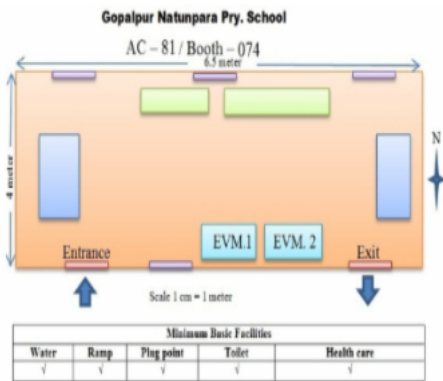 Gopalpur Natunpara Pry. School
AC – 81 / Booth – 074
6.5 meter
4 meter
N
EVM.1
EVM. 2
Entrance
Exit
Scale 1 cm = 1 meter
Minimum Basic Facilities
Water Ramp Plug point Toilet Health care
√ √ √ √ √